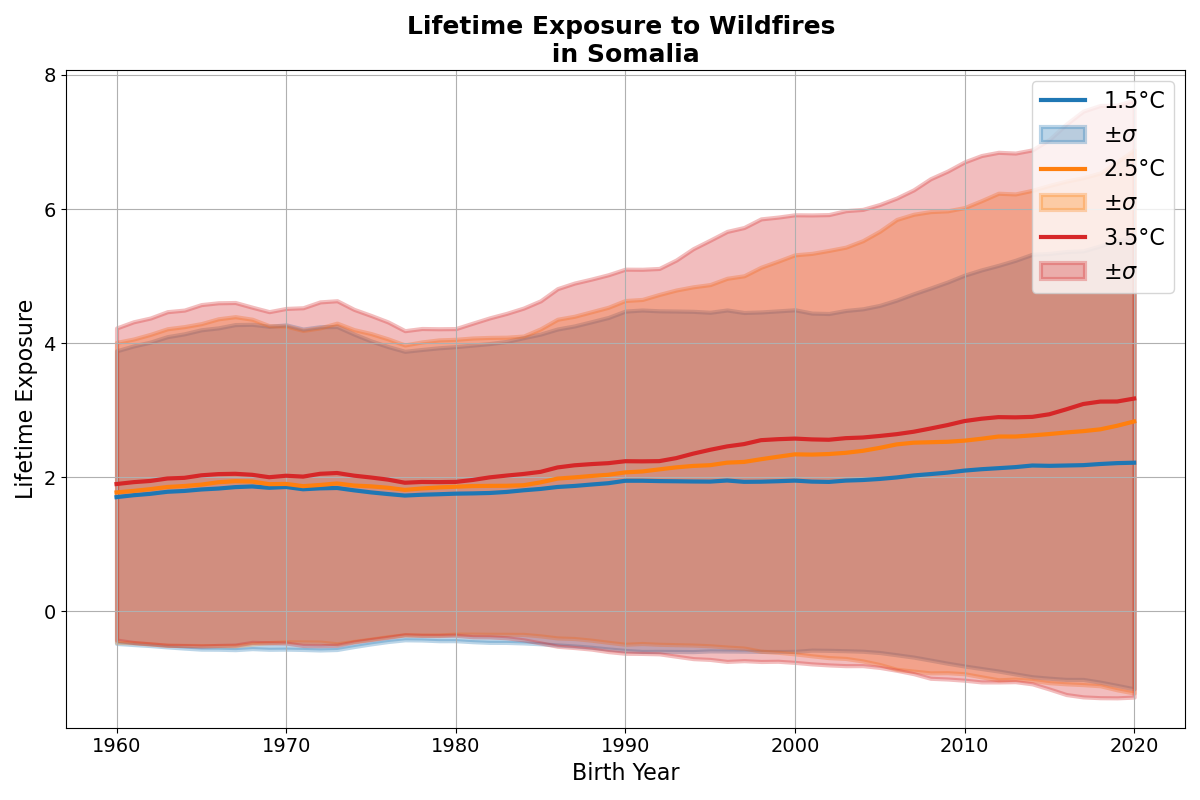 Lifetime Exposure to Wildfires
in Somalia
8
6
4
2
0
Lifetime Exposure
1.5°C
±σ
2.5°C
±σ
3.5°C
±σ
1960 1970 1980 1990 2000 2010 2020
Birth Year